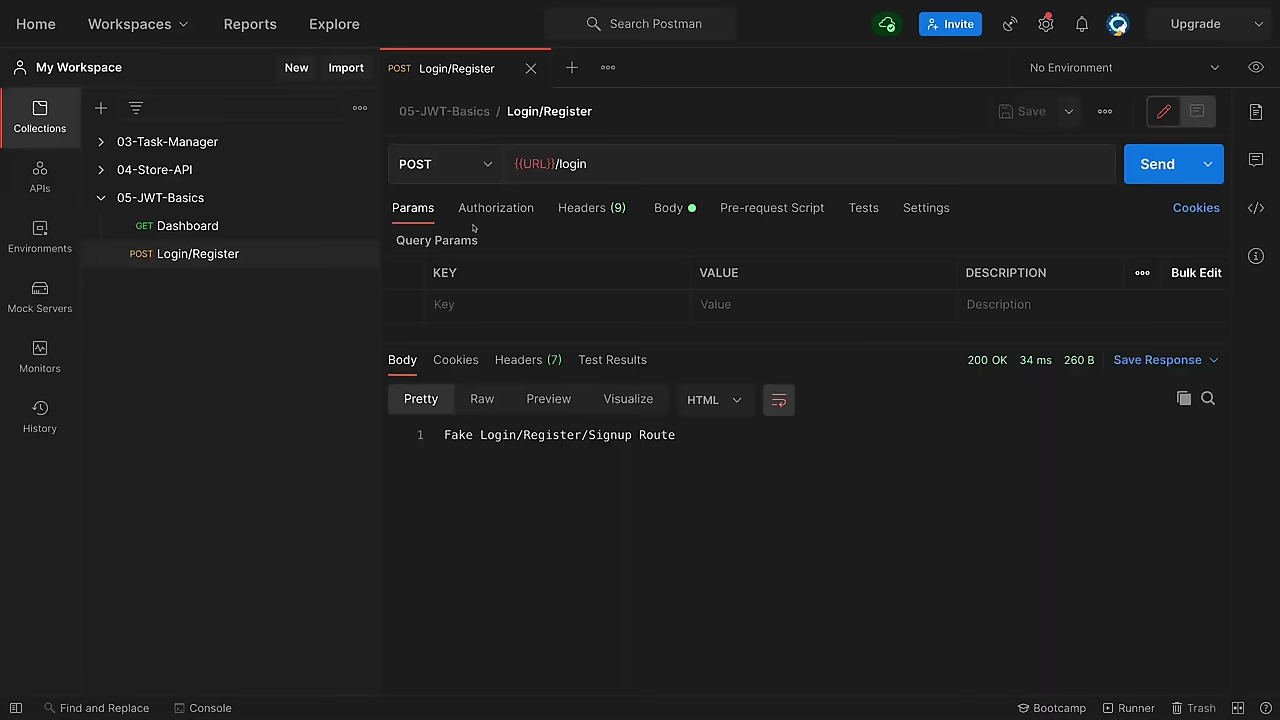 Home Workspaces Reports Explore Search Postman Invite Upgrade
My Workspace New Import POST Login/Register No Environment
Collections
APIs
Environments
Mock Servers
Monitors
History
03-Task-Manager
04-Store-API
05-JWT-Basics
GET Dashboard
POST Login/Register
05-JWT-Basics / Login/Register Save
POST {{URL}}/login Send
Params Authorization Headers (9) Body Pre-request Script Tests Settings Cookies
Query Params
KEY VALUE DESCRIPTION Bulk Edit
Key Value Description
Body Cookies Headers (7) Test Results 200 OK 34 ms 260 B Save Response
Pretty Raw Preview Visualize HTML
1 Fake Login/Register/Signup Route
Find and Replace Console Bootcamp Runner Trash